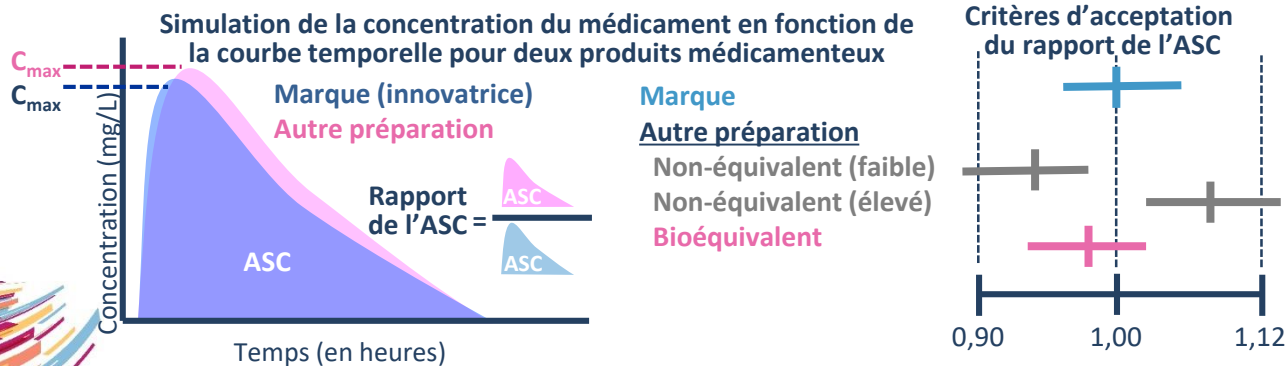 Simulation de la concentration du médicament en fonction de
la courbe temporelle pour deux produits médicamenteux
Cmax
Cmax
Concentration (mg/L)
Marque (innovatrice)
Autre préparation
ASC
Rapport
de l’ASC =
ASC
ASC
Temps (en heures)
Critères d’acceptation
du rapport de l’ASC
Marque
Autre préparation
Non-équivalent (faible)
Non-équivalent (élevé)
Bioéquivalent
0,90 1,00 1,12